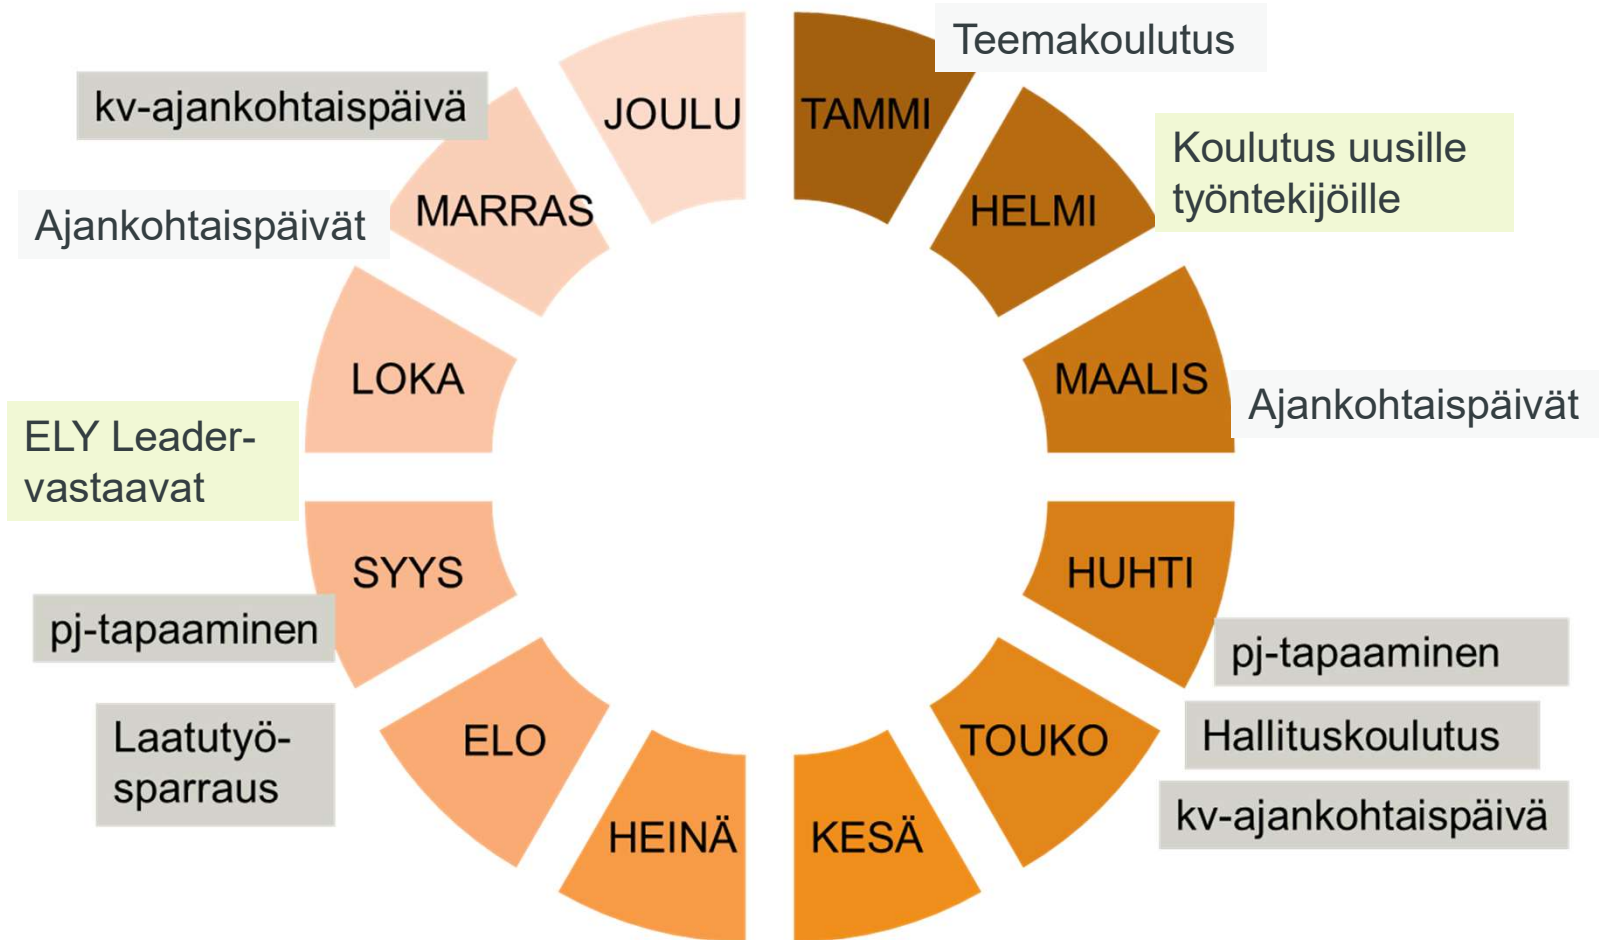 Teemakoulutus
TAMMI
HELMI
Koulutus uusille
työntekijöille
MAALIS
Ajankohtaispäivät
HUHTI
pj-tapaaminen
TOUKO
Hallituskoulutus
kv-ajankohtaispäivä
KESÄ
HEINÄ
ELO
Laatutyö-
sparraus
SYYS
pj-tapaaminen
ELY Leader-
vastaavat
LOKA
MARRAS
Ajankohtaispäivät
kv-ajankohtaispäivä
JOULU